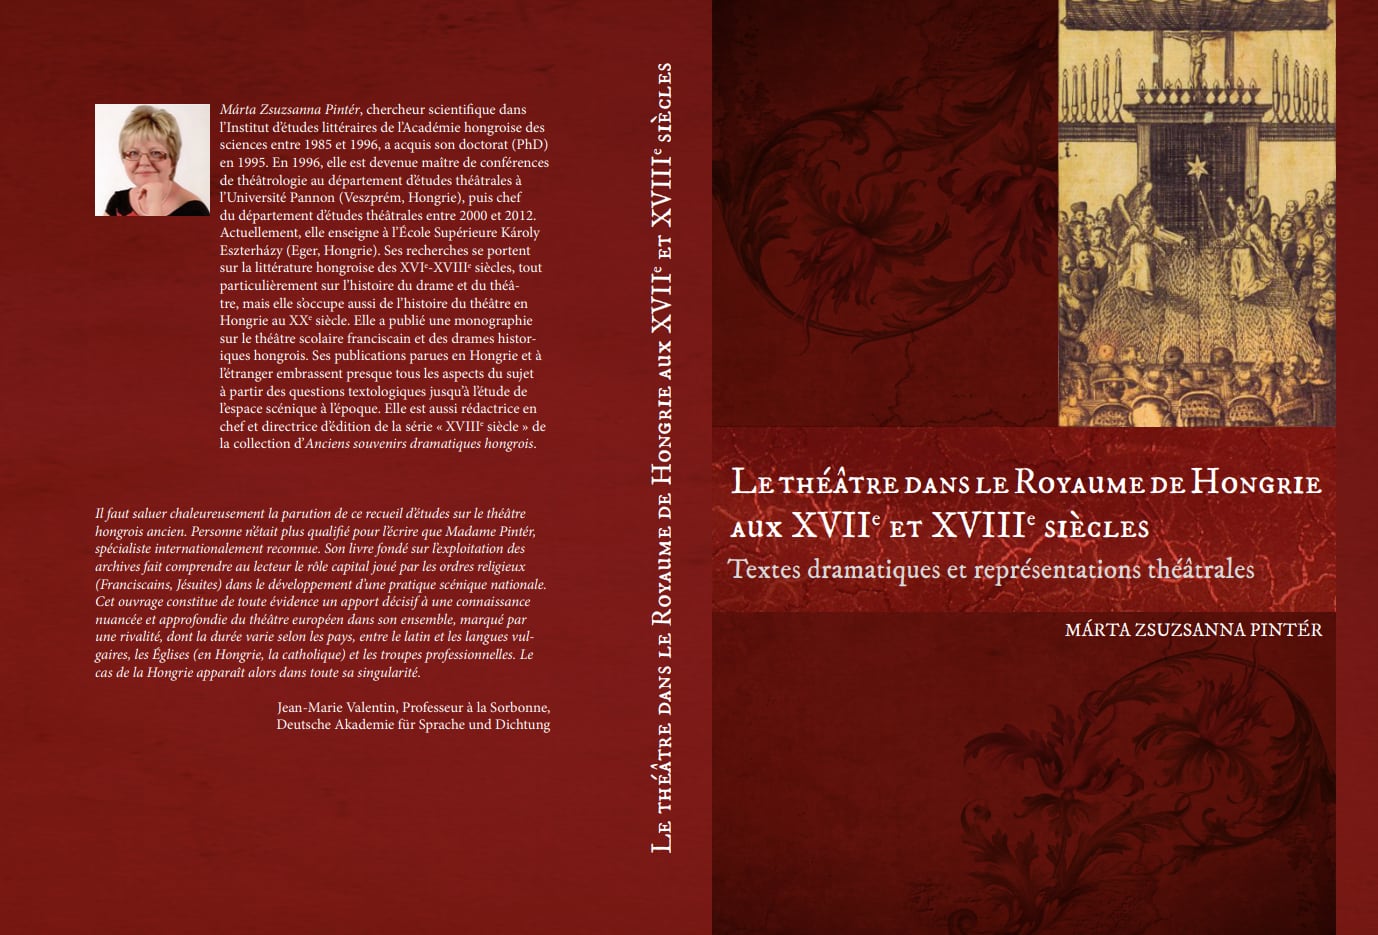 Márta Zsuzsanna Pintér, chercheur scientifique dans
l'Institut d'études littéraires de l'Académie hongroise des
sciences entre 1985 et 1996, a acquis son doctorat (PhD)
en 1995. En 1996, elle est devenue maître de conférences
de théâtrologie au département d'études théâtrales à
l'Université Pannon (Veszprém, Hongrie), puis chef
du département d'études théâtrales entre 2000 et 2012.
Actuellement, elle enseigne à l'École Supérieure Károly
Eszterházy (Eger, Hongrie). Ses recherches se portent
sur la littérature hongroise des XVIe-XVIIIe siècles, tout
particulièrement sur l'histoire du drame et du théâ-
tre, mais elle s'occupe aussi de l'histoire du théâtre en
Hongrie au XXe siècle. Elle a publié une monographie
sur le théâtre scolaire franciscain et des drames histor-
iques hongrois. Ses publications parues en Hongrie et à
l'étranger embrassent presque tous les aspects du sujet
à partir des questions textologiques jusqu'à l'étude de
l'espace scénique à l'époque. Elle est aussi rédactrice en
chef et directrice d'édition de la série « XVIIIe siècle » de
la collection d'Anciens souvenirs dramatiques hongrois.
Il faut saluer chaleureusement la parution de ce recueil d'études sur le théâtre
hongrois ancien. Personne n'était plus qualifié pour l'écrire que Madame Pintér,
spécialiste internationalement reconnue. Son livre fondé sur l'exploitation des
archives fait comprendre au lecteur le rôle capital joué par les ordres religieux
(Franciscains, Jésuites) dans le développement d'une pratique scénique nationale.
Cet ouvrage constitue de toute évidence un apport décisif à une connaissance
nuancée et approfondie du théâtre européen dans son ensemble, marqué par
une rivalité, dont la durée varie selon les pays, entre le latin et les langues vul-
gaires, les Églises (en Hongrie, la catholique) et les troupes professionnelles. Le
cas de la Hongrie apparaît alors dans toute sa singularité.
Jean-Marie Valentin, Professeur à la Sorbonne,
Deutsche Akademie für Sprache und Dichtung
Le théâtre dans le Royaume de Hongrie aux XVIIe et XVIIIe siècles
Le théâtre dans le Royaume de Hongrie
aux XVIIe et XVIIIe siècles
Textes dramatiques et représentations théâtrales
MÁRTA ZSUZSANNA PINTÉR